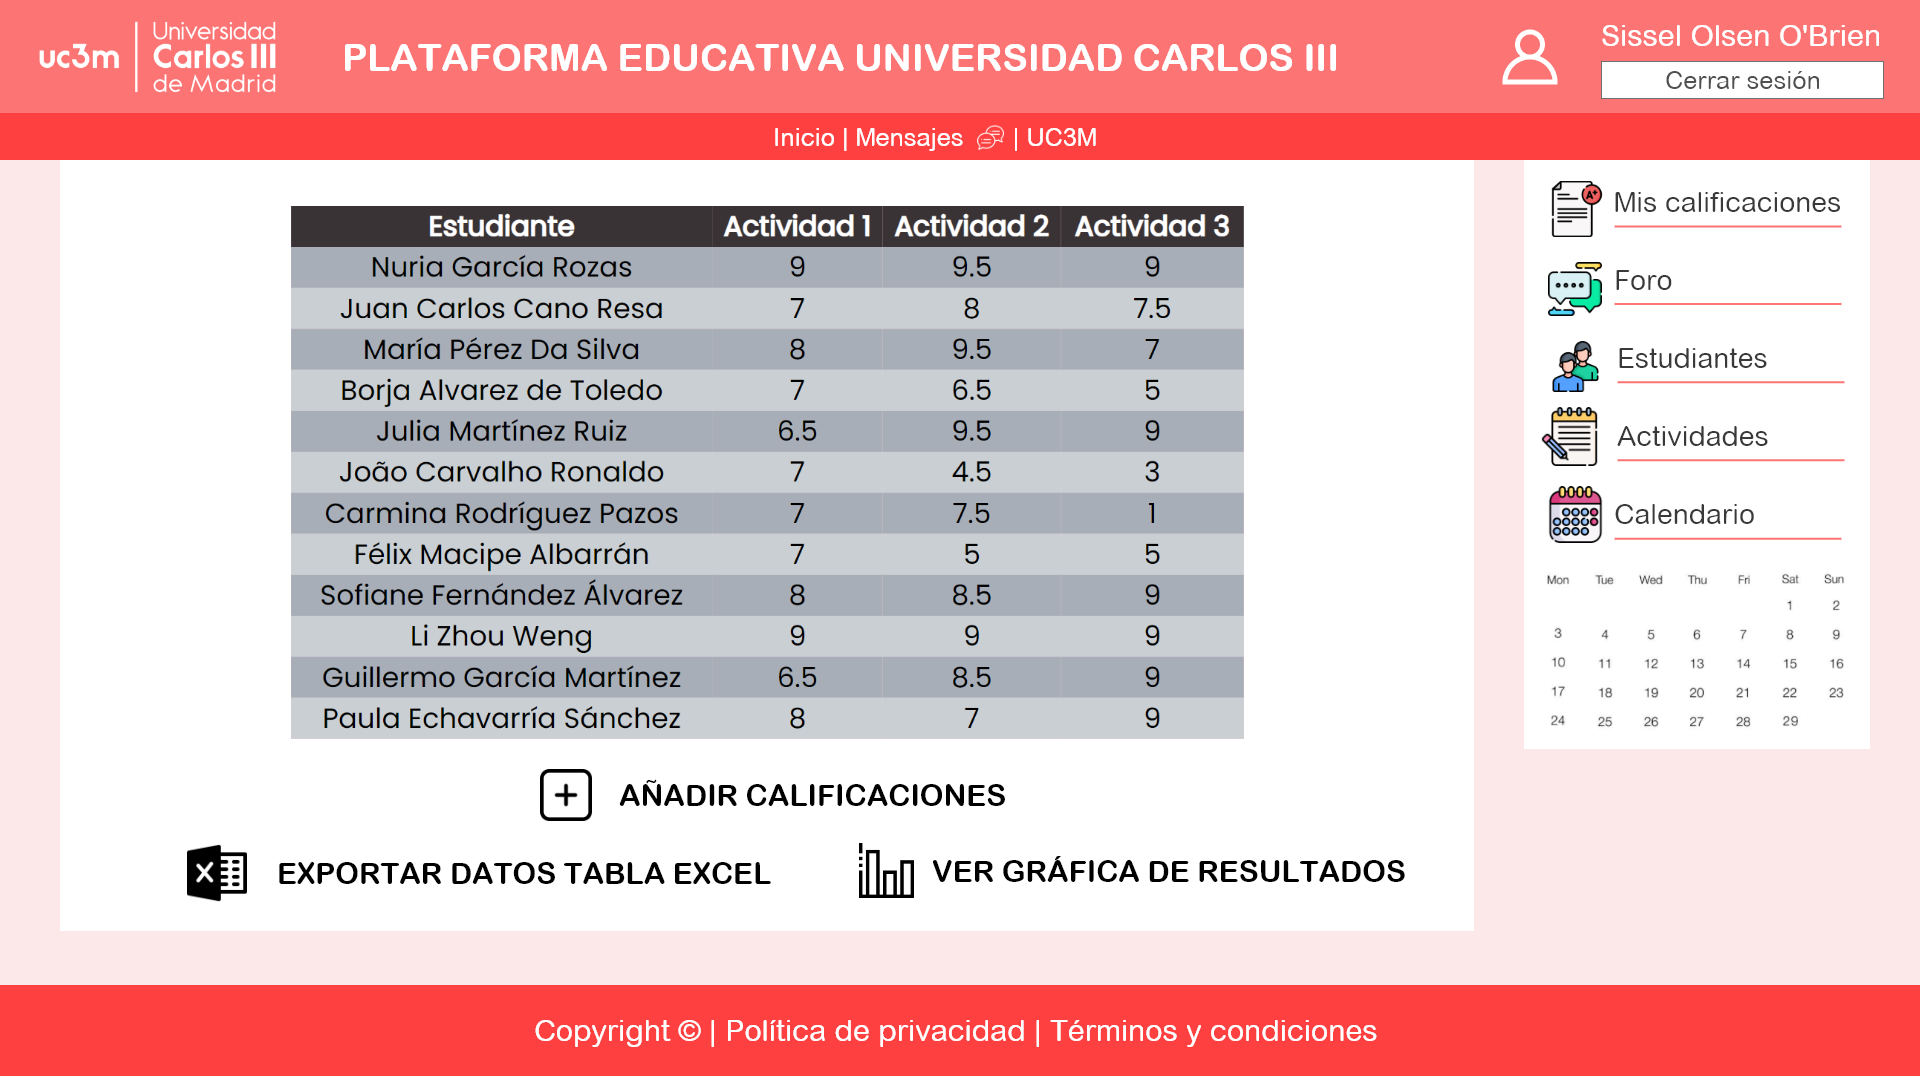 uc3m
Universidad
Carlos III
de Madrid
PLATAFORMA EDUCATIVA UNIVERSIDAD CARLOS III
Sissel Olsen O'Brien
Cerrar sesión
Inicio | Mensajes | UC3M
Estudiante Actividad 1 Actividad 2 Actividad 3
Nuria García Rozas 9 9.5 9
Juan Carlos Cano Resa 7 8 7.5
María Pérez Da Silva 8 9.5 7
Borja Alvarez de Toledo 7 6.5 5
Julia Martínez Ruiz 6.5 9.5 9
João Carvalho Ronaldo 7 4.5 3
Carmina Rodríguez Pazos 7 7.5 1
Félix Macipe Albarrán 7 5 5
Sofiane Fernández Álvarez 8 8.5 9
Li Zhou Weng 9 9 9
Guillermo García Martínez 6.5 8.5 9
Paula Echavarría Sánchez 8 7 9
AÑADIR CALIFICACIONES
X EXPORTAR DATOS TABLA EXCEL
VER GRÁFICA DE RESULTADOS
A+ Mis calificaciones
Foro
Estudiantes
Actividades
Calendario
Mon Tue Wed Thu Fri Sat Sun
1 2
3 4 5 6 7 8 9
10 11 12 13 14 15 16
17 18 19 20 21 22 23
24 25 26 27 28 29
Copyright © | Política de privacidad | Términos y condiciones